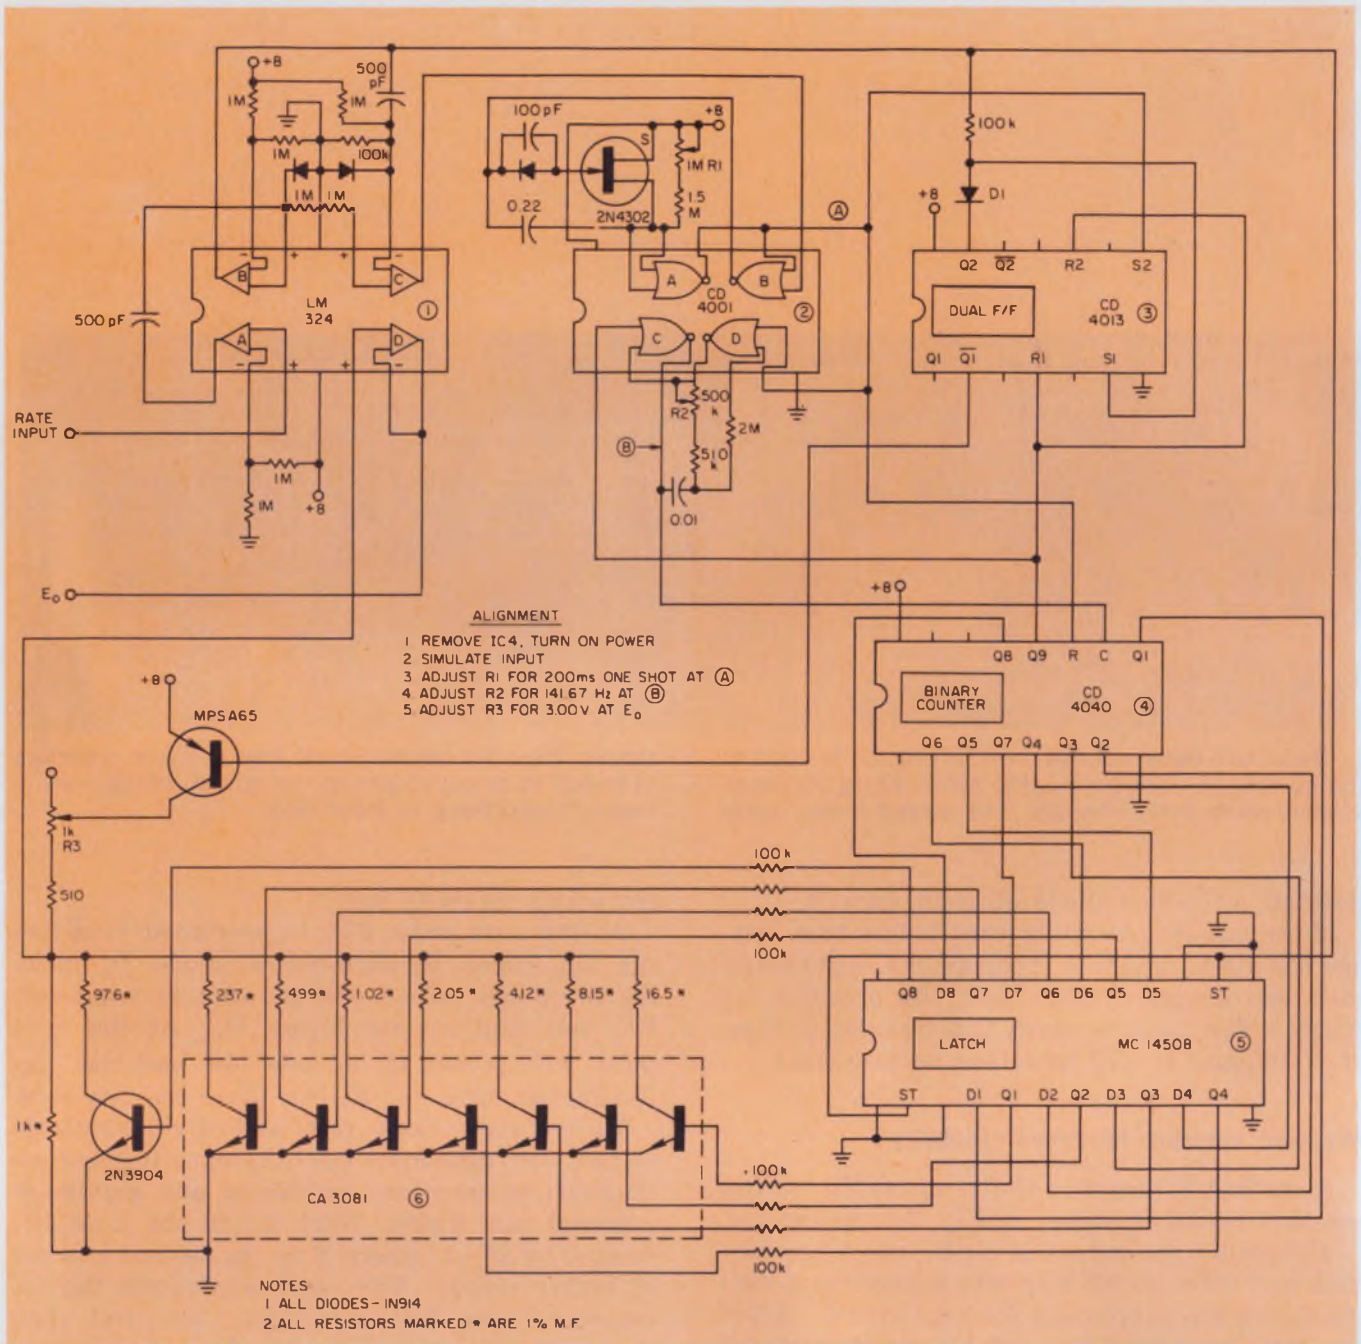 +8
500 pF
1M
1M
1M
100k
1M
1M
B
C
LM 324
1
A
D
500 pF
RATE INPUT
1M
1M
+8
E₀
100 pF
S
+8
1M R1
0.22
2N4302
1.5 M
A
A
B
CD 4001
2
C
D
500 k
R2
2M
B
510 k
0.01
100k
+8
D1
Q2
Q̅2̅
R2
S2
DUAL F/F
CD 4013
3
Q1
Q̅1̅
R1
S1
ALIGNMENT
1 REMOVE IC4, TURN ON POWER
2 SIMULATE INPUT
3 ADJUST R1 FOR 200ms ONE SHOT AT A
4 ADJUST R2 FOR 141.67 Hz AT B
5 ADJUST R3 FOR 3.00V AT E₀
+8
Q8 Q9 R C Q1
BINARY COUNTER
CD 4040
4
Q6 Q5 Q7 Q4 Q3 Q2
+8
MPSA65
1k R3
510
100k
100k
976*
237*
499*
1.02*
2.05*
4.12*
8.15*
16.5*
Q8 D8 Q7 D7 Q6 D6 Q5 D5 ST
LATCH
MC 14508
5
ST D1 Q1 D2 Q2 D3 Q3 D4 Q4
1k*
2N3904
CA 3081
6
100k
100k
NOTES
1 ALL DIODES - 1N914
2 ALL RESISTORS MARKED * ARE 1% M.F.